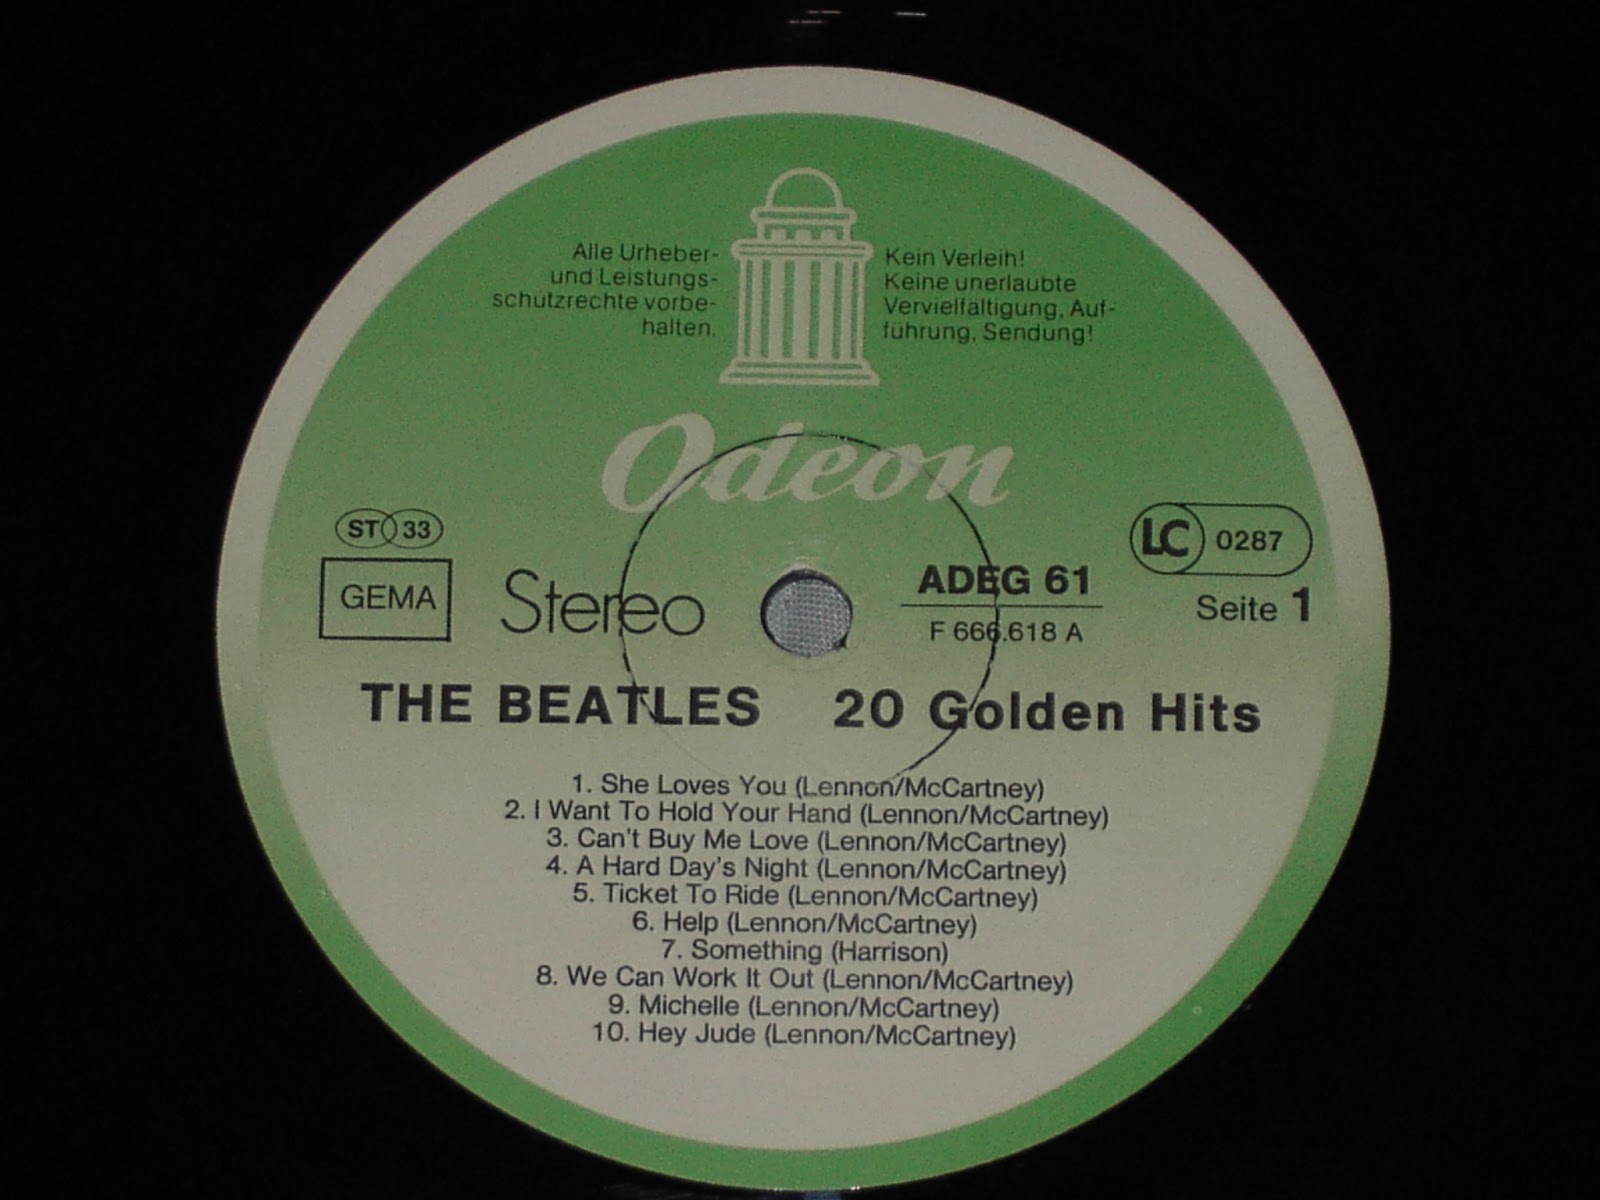 Alle Urheber-
und Leistungs-
schutzrechte vorbe-
halten.
Kein Verleih!
Keine unerlaubte
Vervielfältigung, Auf-
führung, Sendung!
Odeon
ST 33
GEMA
Stereo
ADEG 61
F 666.618 A
LC 0287
Seite 1
THE BEATLES 20 Golden Hits
1. She Loves You (Lennon/McCartney)
2. I Want To Hold Your Hand (Lennon/McCartney)
3. Can't Buy Me Love (Lennon/McCartney)
4. A Hard Day's Night (Lennon/McCartney)
5. Ticket To Ride (Lennon/McCartney)
6. Help (Lennon/McCartney)
7. Something (Harrison)
8. We Can Work It Out (Lennon/McCartney)
9. Michelle (Lennon/McCartney)
10. Hey Jude (Lennon/McCartney)